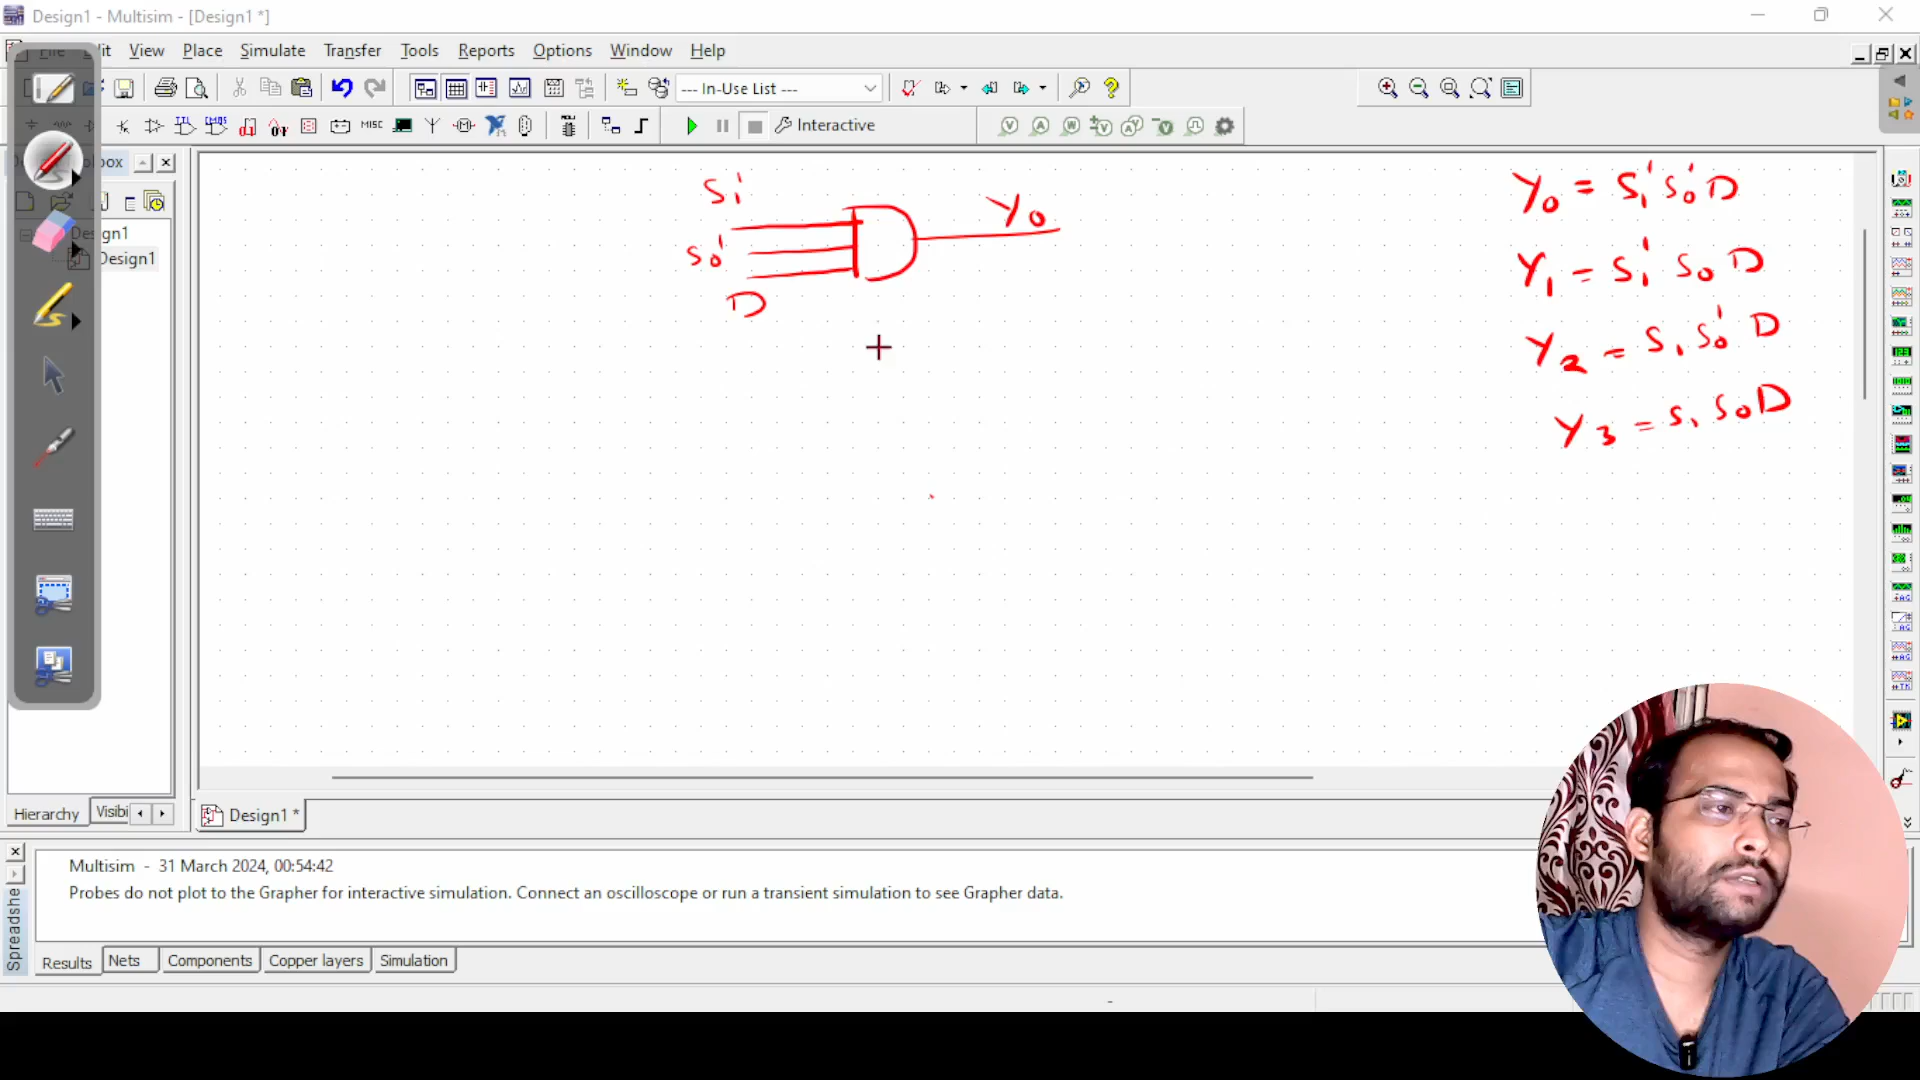 Design1 - Multisim - [Design1 *]
View Place Simulate Transfer Tools Reports Options Window Help
--- In-Use List ---
MISC
Interactive
Design1
Design1
S1' 
S0'
D
Y0
Y0 = S1' S0' D
Y1 = S1' S0 D
Y2 = S1 S0' D
Y3 = S1 S0 D
Hierarchy
Visibi
Design1 *
Multisim - 31 March 2024, 00:54:42
Probes do not plot to the Grapher for interactive simulation. Connect an oscilloscope or run a transient simulation to see Grapher data.
Spreadshe
Results Nets Components Copper layers Simulation